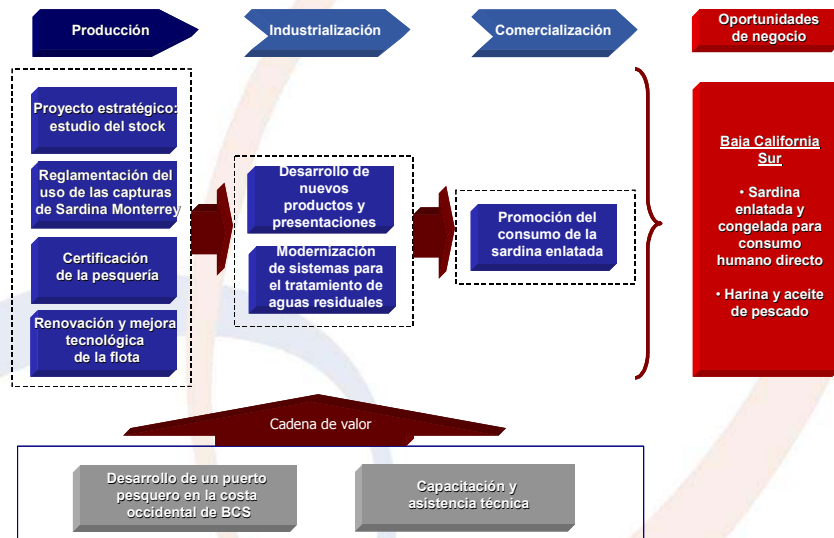 Producción
Industrialización
Comercialización
Oportunidades
de negocio
Proyecto estratégico:
estudio del stock
Reglamentación del
uso de las capturas
de Sardina Monterrey
Certificación
de la pesquería
Renovación y mejora
tecnológica
de la flota
Desarrollo de
nuevos
productos y
presentaciones
Modernización
de sistemas para
el tratamiento de
aguas residuales
Promoción del
consumo de la
sardina enlatada
Baja California
Sur
• Sardina
enlatada y
congelada para
consumo
humano directo
• Harina y aceite
de pescado
Cadena de valor
Desarrollo de un puerto
pesquero en la costa
occidental de BCS
Capacitación y
asistencia técnica